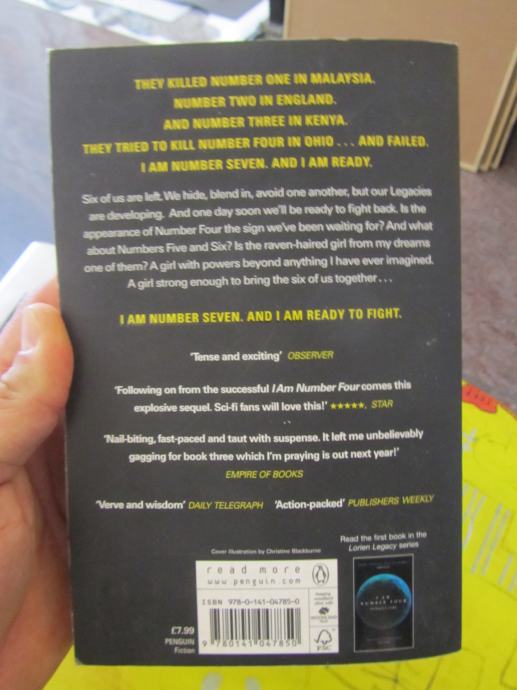 THEY KILLED NUMBER ONE IN MALAYSIA.
NUMBER TWO IN ENGLAND.
AND NUMBER THREE IN KENYA.
THEY TRIED TO KILL NUMBER FOUR IN OHIO . . . AND FAILED.
I AM NUMBER SEVEN. AND I AM READY.
Six of us are left. We hide, blend in, avoid one another, but our Legacies
are developing. And one day soon we'll be ready to fight back. Is the
appearance of Number Four the sign we've been waiting for? And what
about Numbers Five and Six? Is the raven-haired girl from my dreams
one of them? A girl with powers beyond anything I have ever imagined.
A girl strong enough to bring the six of us together . . .
I AM NUMBER SEVEN. AND I AM READY TO FIGHT.
'Tense and exciting' OBSERVER
'Following on from the successful I Am Number Four comes this
explosive sequel. Sci-fi fans will love this!' ★★★★★, STAR
'Nail-biting, fast-paced and taut with suspense. It left me unbelievably
gagging for book three which I'm praying is out next year!'
EMPIRE OF BOOKS
'Verve and wisdom' DAILY TELEGRAPH 'Action-packed' PUBLISHERS WEEKLY
Read the first book in the
Lorien Legacy series
Cover illustration by Christine Blackburne
read more
www.penguin.com
ISBN 978-0-141-04785-0
9 780141 047850
FSC
£7.99
PENGUIN
Fiction
I AM
NUMBER FOUR